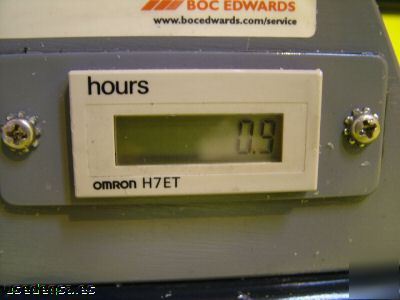 BOC EDWARDS
www.bocedwards.com/service
hours
0.9
OMRON H7ET